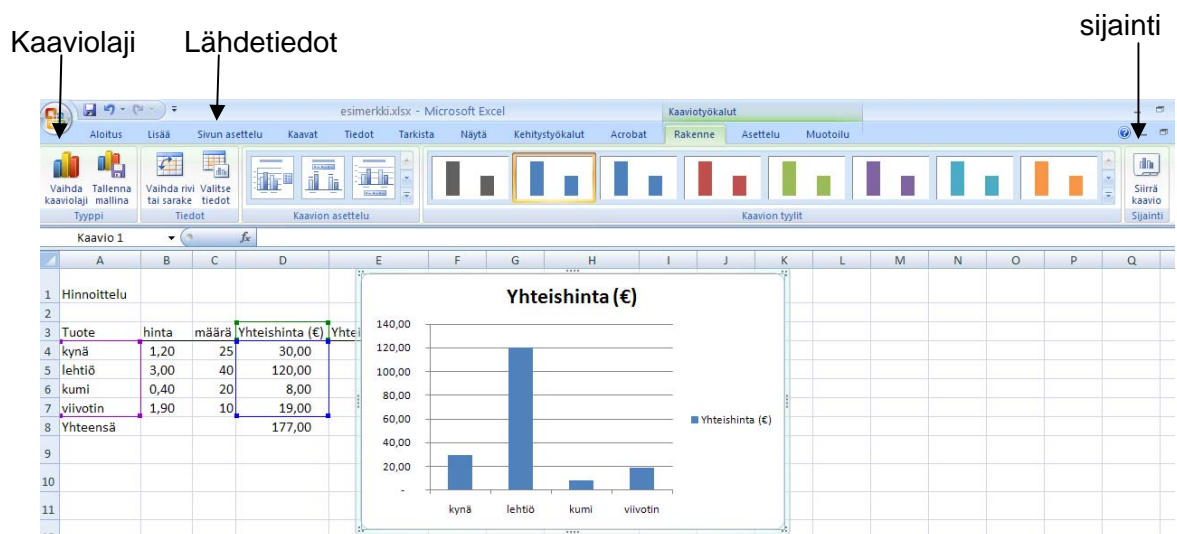 Kaaviolaji Lähdetiedot sijainti
esimerkki.xlsx - Microsoft Excel Kaaviotyökalut
Aloitus Lisää Sivun asettelu Kaavat Tiedot Tarkista Näytä Kehitystyökalut Acrobat Rakenne Asettelu Muotoilu
Vaihda kaaviolaji Tallenna mallina Vaihda rivi tai sarake Valitse tiedot Siirrä kaavio
Tyyppi Tiedot Kaavion asettelu Kaavion tyylit Sijainti
Kaavio 1 fx
A B C D E F G H I J K L M N O P Q
1 Hinnoittelu
2
3 Tuote hinta määrä Yhteishinta (€) Yhtei
4 kynä 1,20 25 30,00
5 lehtiö 3,00 40 120,00
6 kumi 0,40 20 8,00
7 viivotin 1,90 10 19,00
8 Yhteensä 177,00
9
10
11
Yhteishinta (€)
140,00
120,00
100,00
80,00
60,00
40,00
20,00
-
kynä lehtiö kumi viivotin
Yhteishinta (€)